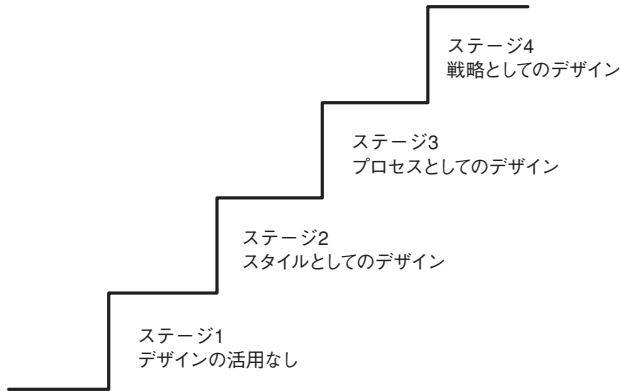 ステージ4
戦略としてのデザイン
ステージ3
プロセスとしてのデザイン
ステージ2
スタイルとしてのデザイン
ステージ1
デザインの活用なし